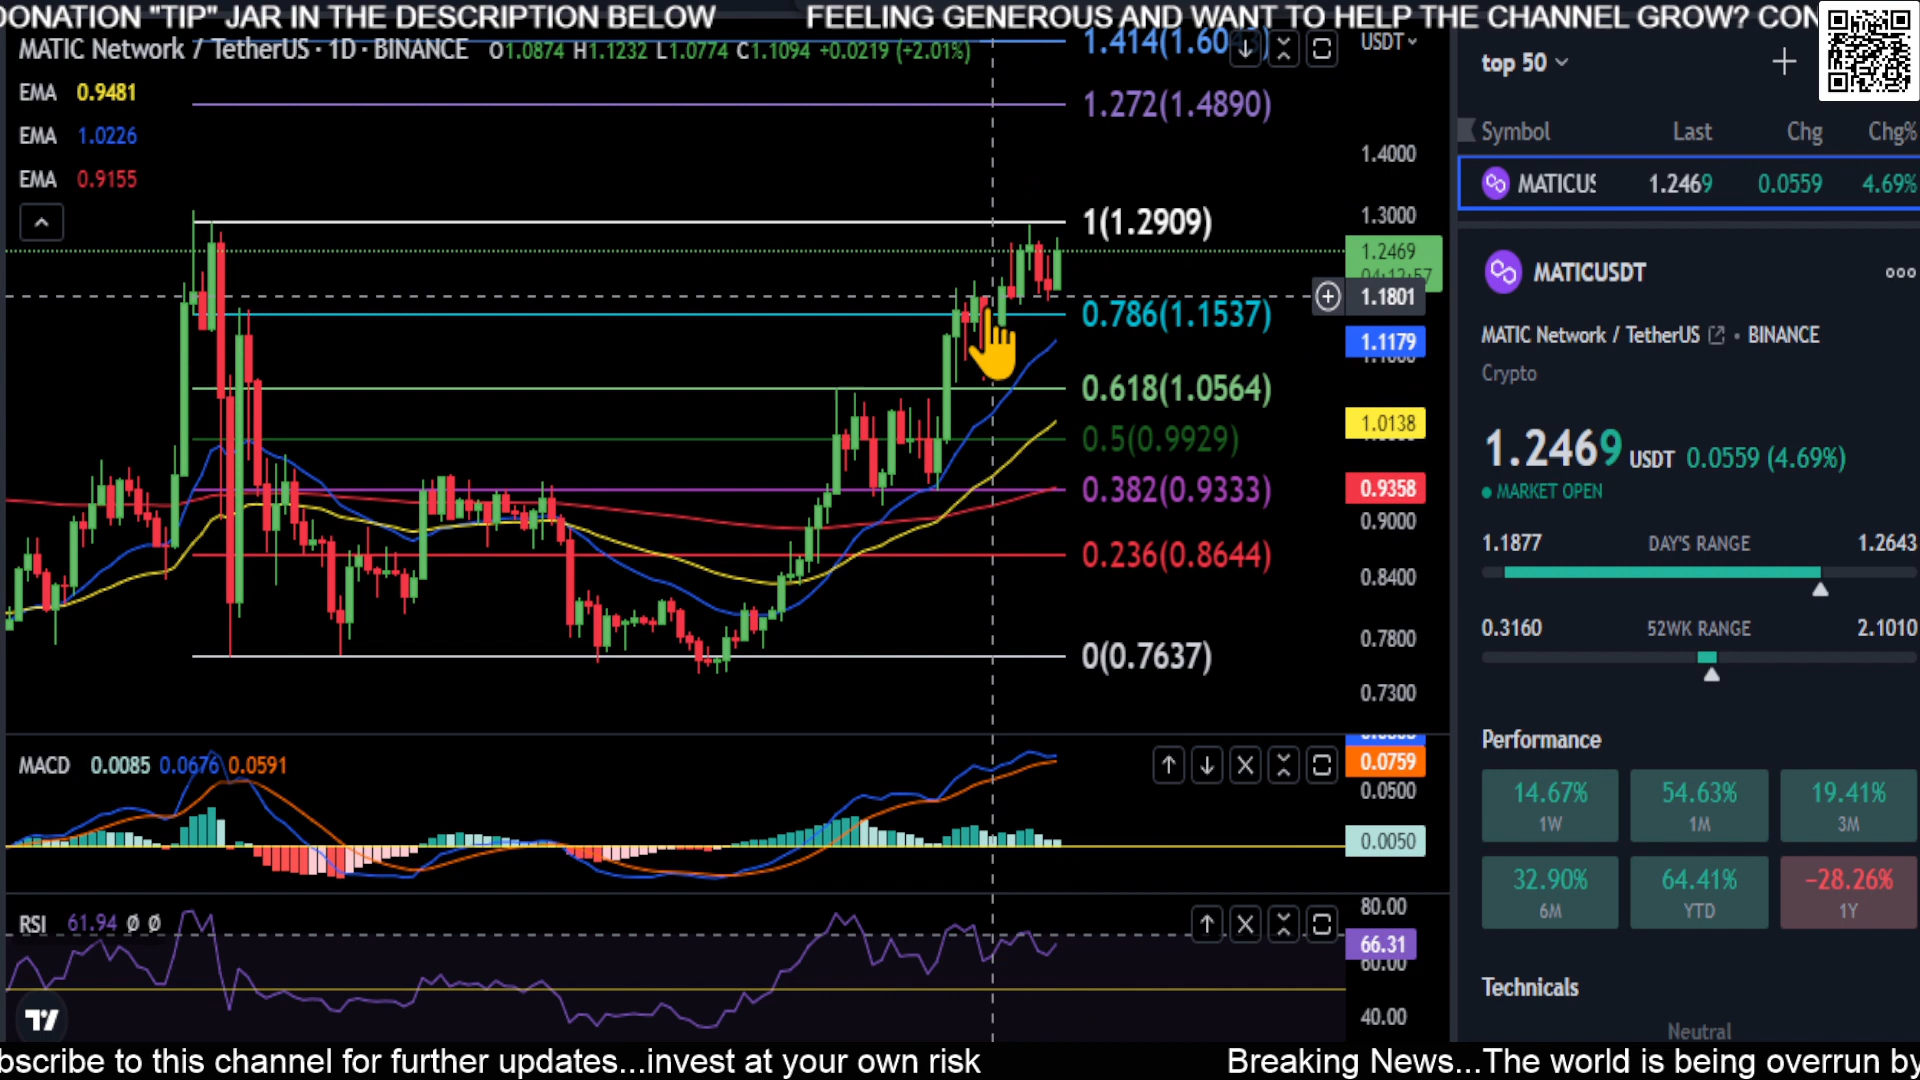 DONATION "TIP" JAR IN THE DESCRIPTION BELOW FEELING GENEROUS AND WANT TO HELP THE CHANNEL GROW? CON
MATIC Network / TetherUS · 1D · BINANCE O1.0874 H1.1232 L1.0774 C1.1094 +0.0219 (+2.01%)
EMA 0.9481
EMA 1.0226
EMA 0.9155
USDT
1.272(1.4890)
1(1.2909)
0.786(1.1537)
0.618(1.0564)
0.5(0.9929)
0.382(0.9333)
0.236(0.8644)
0(0.7637)
1.4000
1.3000
1.2469
04:12:57
1.1801
1.1179
1.0138
0.9358
0.9000
0.8400
0.7800
0.7300
MACD 0.0085 0.0676 0.0591
0.0759
0.0500
0.0050
RSI 61.94 Ø Ø
80.00
66.31
60.00
40.00
top 50
Symbol Last Chg Chg%
MATICUS 1.2469 0.0559 4.69%
MATICUSDT
MATIC Network / TetherUS · BINANCE
Crypto
1.2469 USDT 0.0559 (4.69%)
MARKET OPEN
1.1877 DAY'S RANGE 1.2643
0.3160 52WK RANGE 2.1010
Performance
14.67% 54.63% 19.41%
1W 1M 3M
32.90% 64.41% −28.26%
6M YTD 1Y
Technicals
Neutral
bscribe to this channel for further updates...invest at your own risk Breaking News...The world is being overrun by